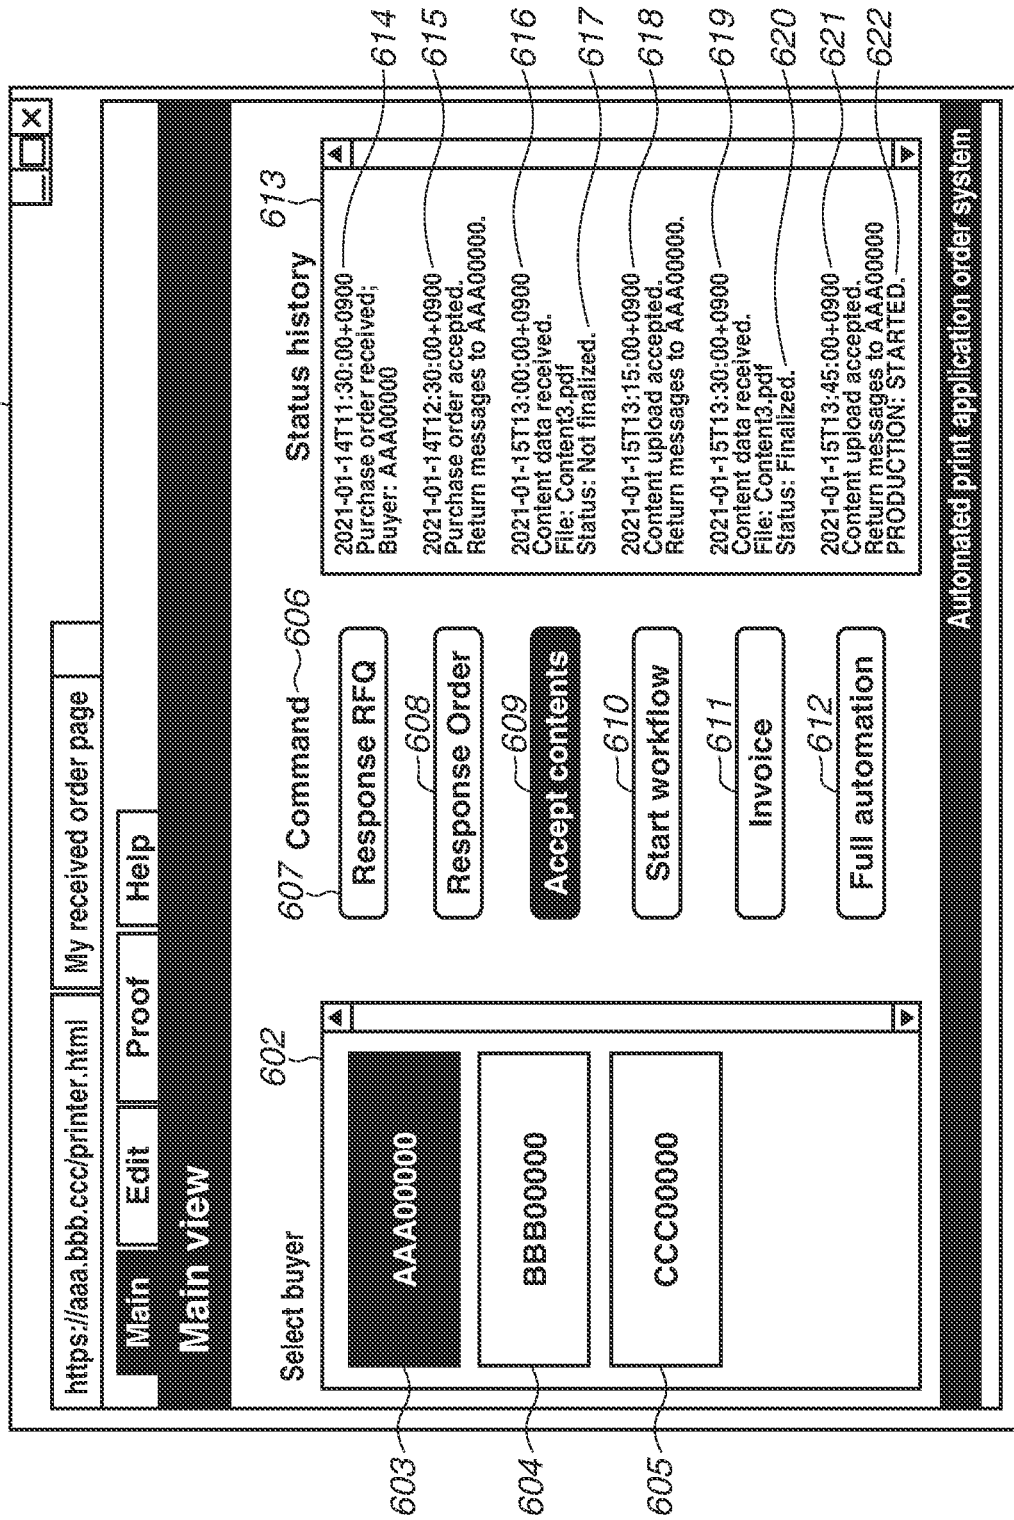 https://aaa.bbb.ccc/printer.html
My received order page
Main
Edit
Proof
Help
Main view
Select buyer
602
AAA00000
603
BBB00000
604
CCC00000
605
607 Command 606
Response RFQ
608
Response Order
609
Accept contents
610
Start workflow
611
Invoice
612
Full automation
Status history
613
2021-01-14T11:30:00+0900 614
Purchase order received;
Buyer: AAA00000
2021-01-14T12:30:00+0900 615
Purchase order accepted.
Return messages to AAA00000.
2021-01-15T13:00:00+0900 616
Content data received.
File: Content3.pdf
Status: Not finalized. 617
2021-01-15T13:15:00+0900 618
Content upload accepted.
Return messages to AAA00000.
2021-01-15T13:30:00+0900 619
Content data received.
File: Content3.pdf
Status: Finalized. 620
2021-01-15T13:45:00+0900 621
Content upload accepted.
Return messages to AAA00000
PRODUCTION: STARTED. 622
Automated print application order system